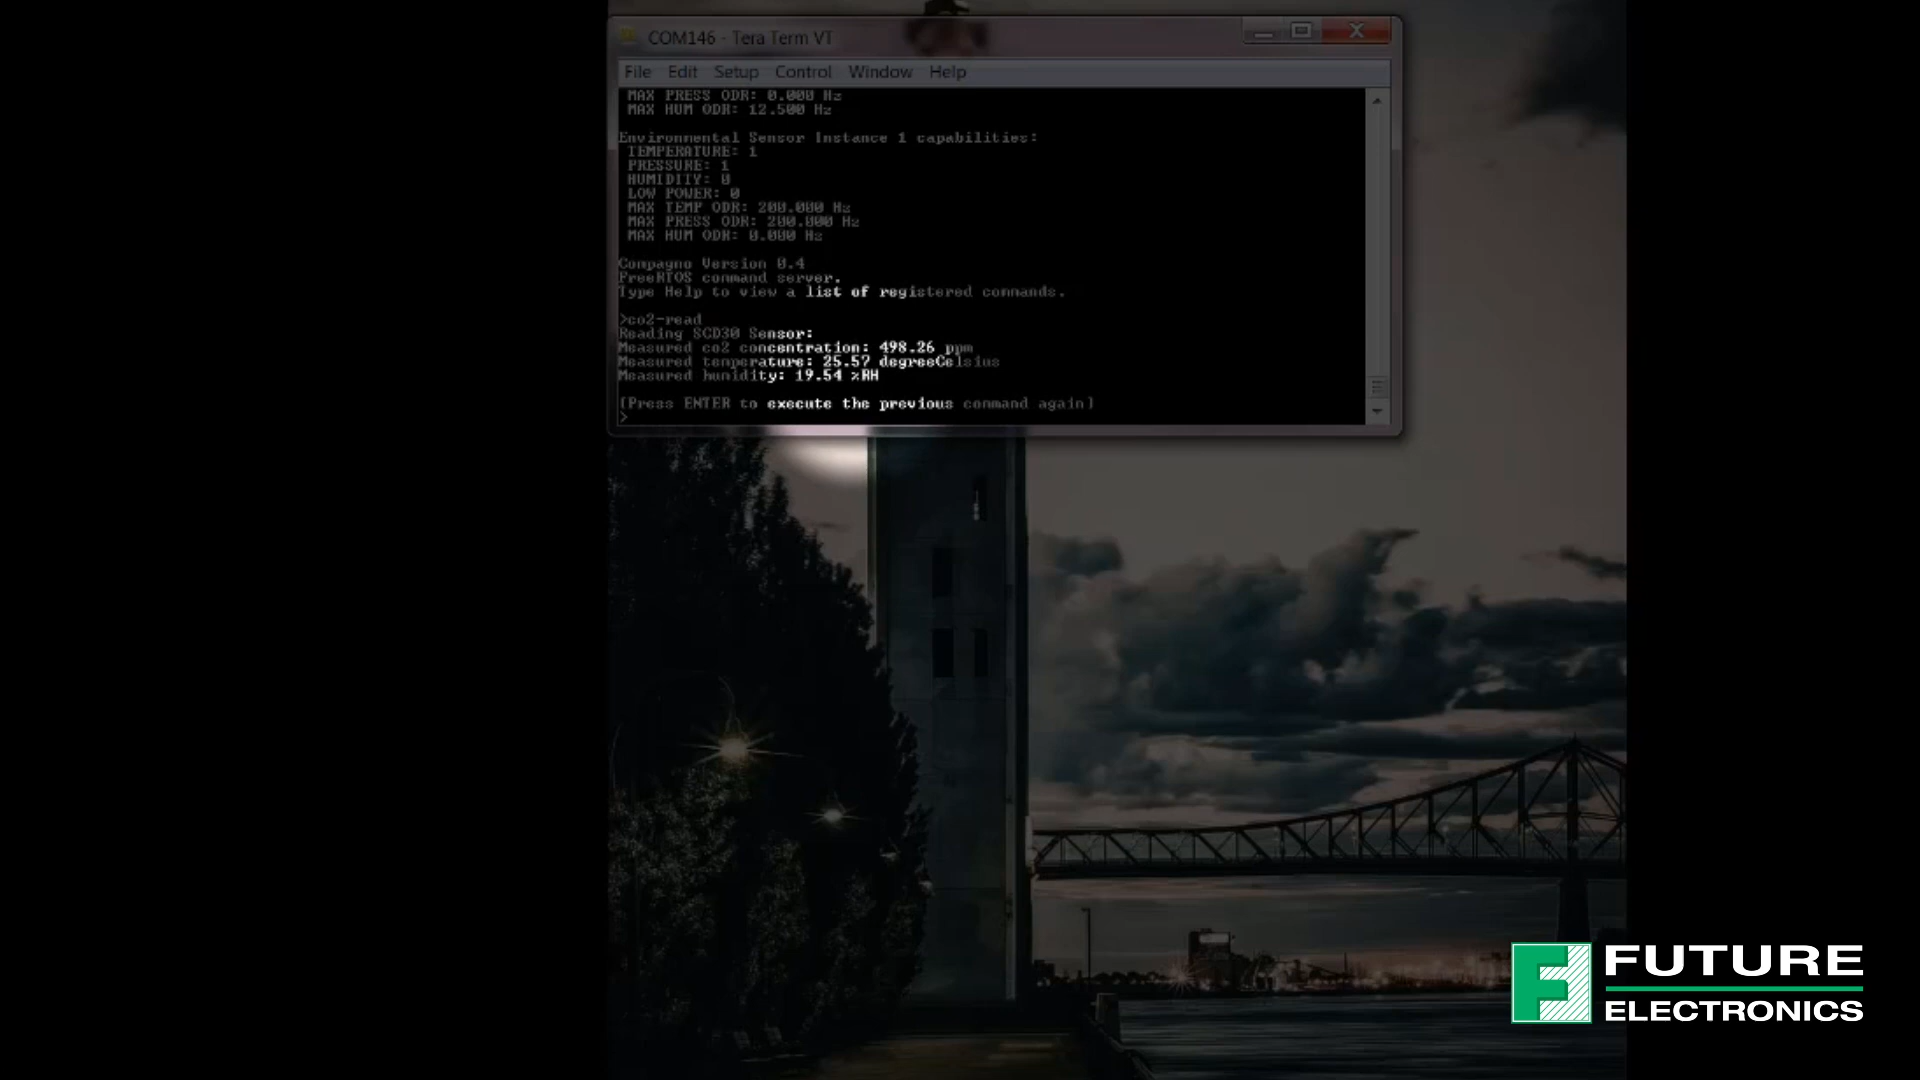 COM146 - Tera Term VT
File Edit Setup Control Window Help
MAX PRESS ODR: 0.000 Hz
MAX HUM ODR: 12.500 Hz
Environmental Sensor Instance 1 capabilities:
TEMPERATURE: 1
PRESSURE: 1
HUMIDITY: 0
LOW POWER: 0
MAX TEMP ODR: 200.000 Hz
MAX PRESS ODR: 200.000 Hz
MAX HUM ODR: 0.000 Hz
Compagno Version 0.4
FreeRTOS command server.
Type Help to view a list of registered commands.
>co2-read
Reading SCD30 Sensor:
Measured co2 concentration: 498.26 ppm
Measured temperature: 25.57 degreeCelsius
Measured humidity: 19.54 %RH
[Press ENTER to execute the previous command again]
>
FUTURE
ELECTRONICS